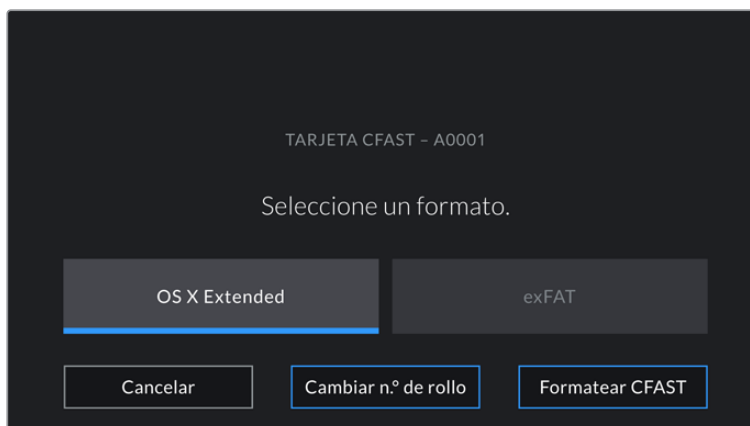 TARJETA CFAST – A0001
Seleccione un formato.
OS X Extended
exFAT
Cancelar
Cambiar n.º de rollo
Formatear CFAST